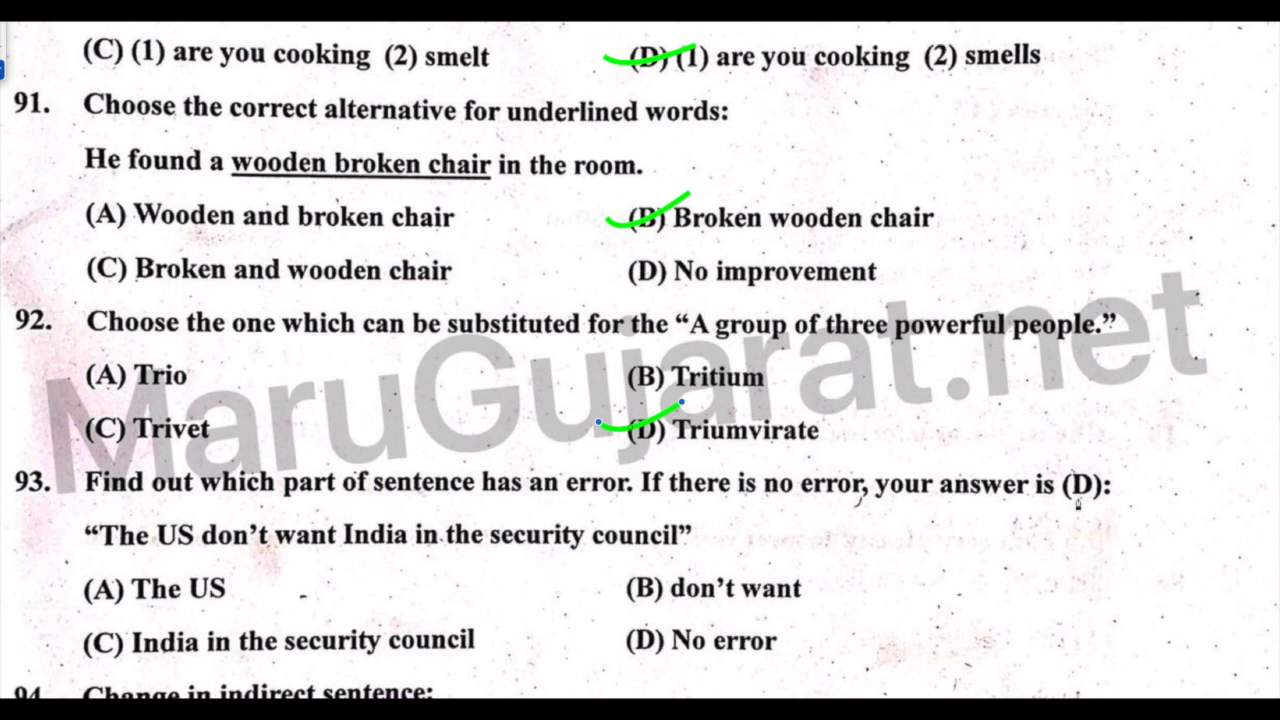 (C) (1) are you cooking (2) smelt (D) (1) are you cooking (2) smells
91. Choose the correct alternative for underlined words:
He found a wooden broken chair in the room.
(A) Wooden and broken chair (B) Broken wooden chair
(C) Broken and wooden chair (D) No improvement
92. Choose the one which can be substituted for the “A group of three powerful people.”
(A) Trio (B) Tritium
(C) Trivet (D) Triumvirate
MaruGujarat.net
93. Find out which part of sentence has an error. If there is no error, your answer is (D):
“The US don’t want India in the security council”
(A) The US (B) don’t want
(C) India in the security council (D) No error
94. Change in indirect sentence: